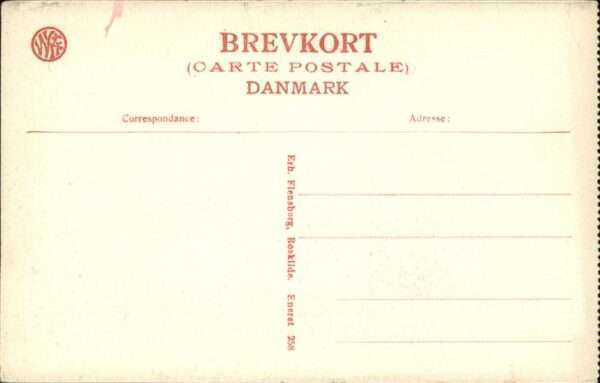 BREVKORT
(CARTE POSTALE)
DANMARK
Correspondance:
Adresse:
Erh. Flensborg, Roskilde. Eneret 258